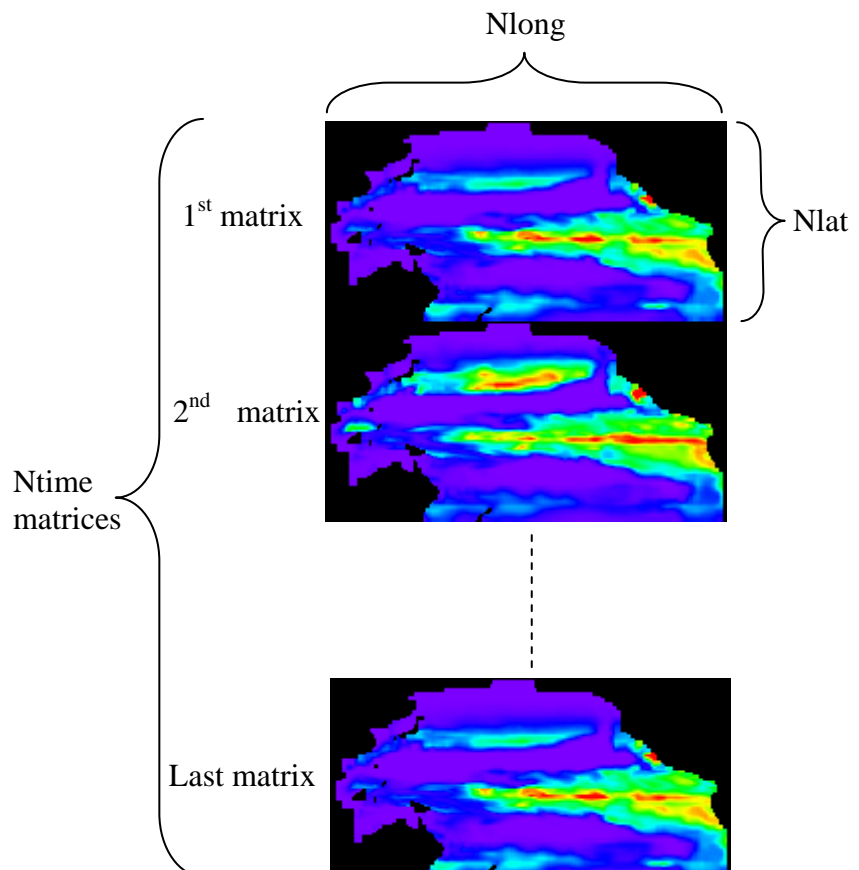 Nlong
1st matrix
Nlat
2nd matrix
Ntime
matrices
Last matrix